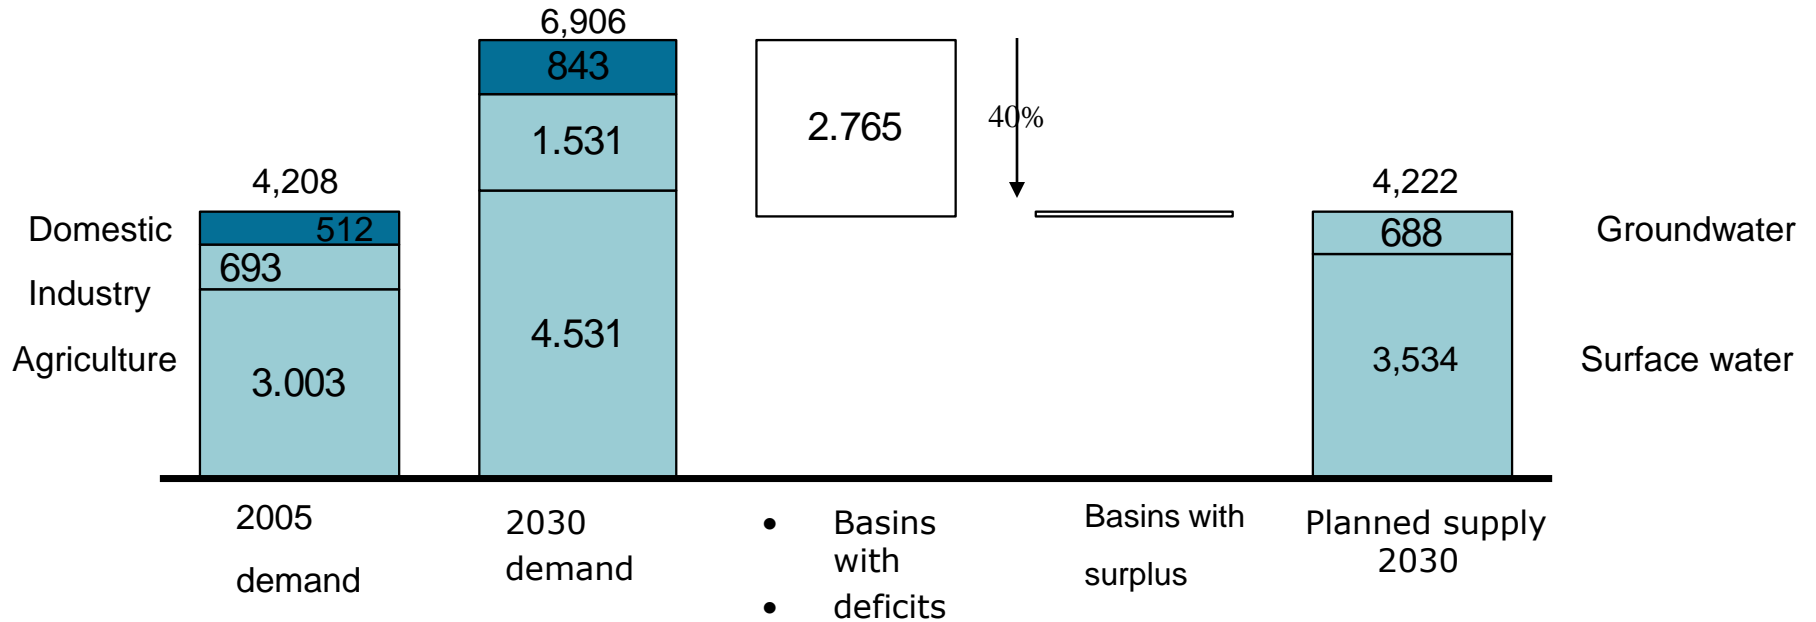 6,906
843
1.531
4.531
2.765
40%
4,208
512
693
3.003
Domestic
Industry
Agriculture
4,222
688
3,534
Groundwater
Surface water
2005
demand
2030
demand
• Basins
with
• deficits
Basins with
surplus
Planned supply
2030